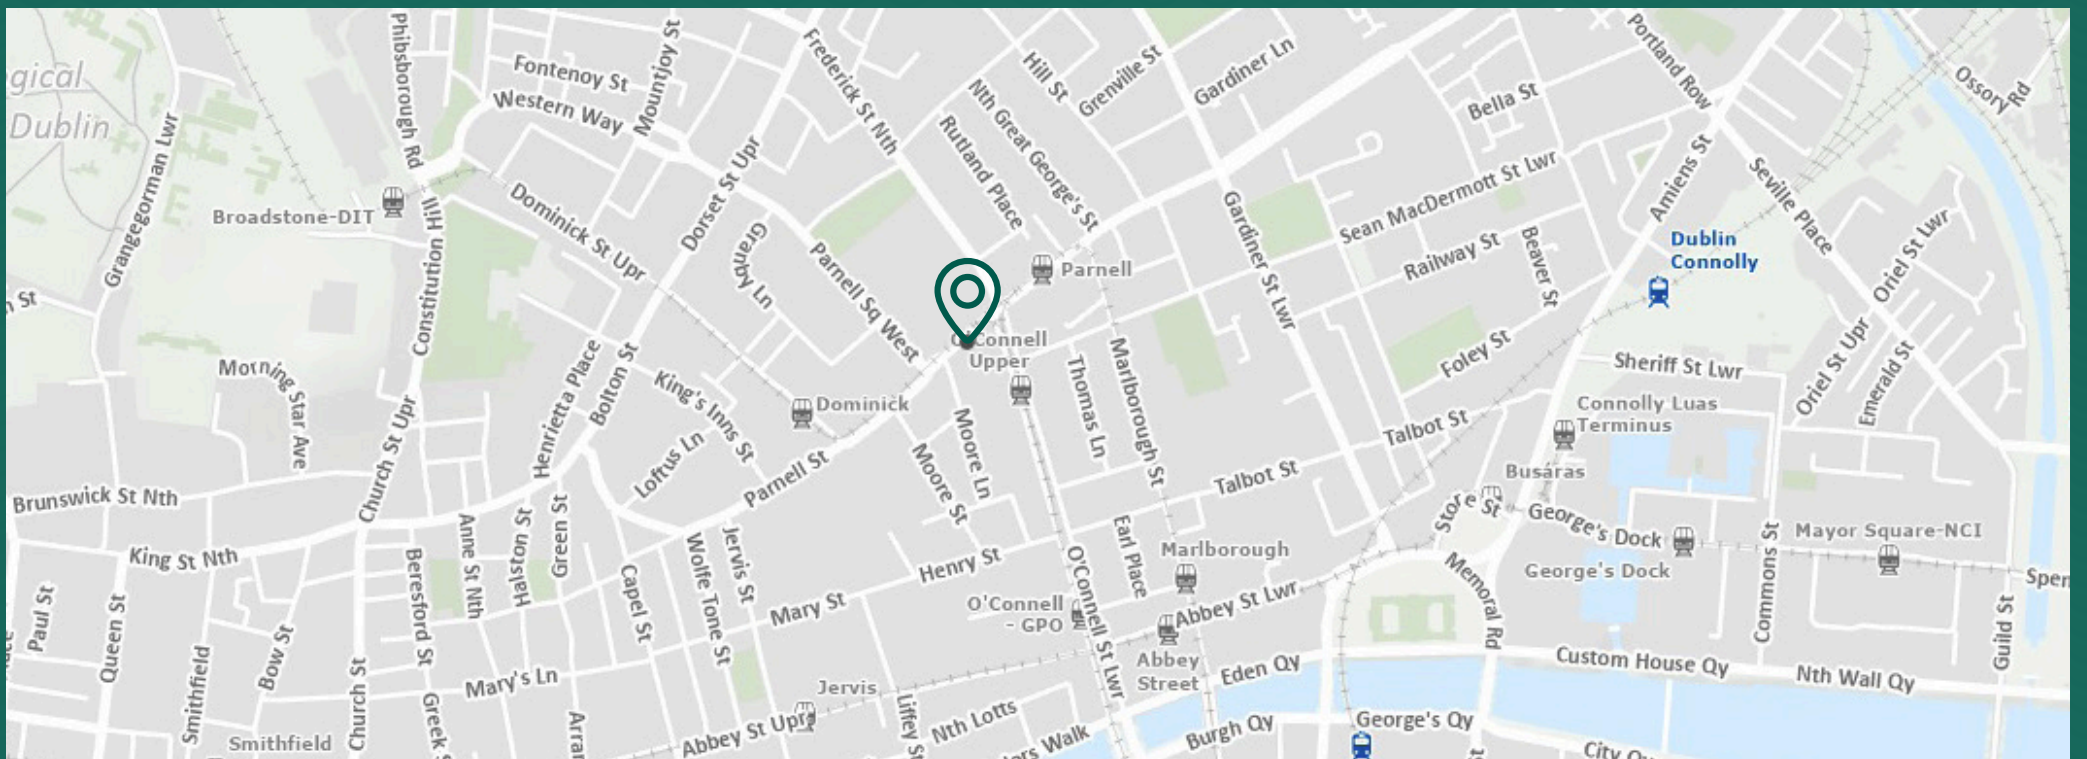 gical
Dublin
Grangegorman Lwr
Phibsborough Rd
Fontenoy St
Western Way
Mountjoy St
Frederick St Nth
Hill St
Grenville St
Gardiner Ln
Nth Great George's St
Rutland Place
Bella St
Portland Row
Ossory Rd
Broadstone-DIT
Constitution Hill
Dominick St Upr
Dorset St Upr
Granby Ln
Parnell Sq West
Parnell
Gardiner St Lwr
Sean MacDermott St Lwr
Railway St
Beaver St
Amiens St
Seville Place
Dublin
Connolly
Oriel St Lwr
n St
Morning Star Ave
Henrietta Place
Bolton St
King's Inns St
Dominick
O'Connell
Upper
Thomas Ln
Marlborough St
Foley St
Sheriff St Lwr
Oriel St Upr
Emerald St
Connolly Luas
Terminus
Church St Upr
Loftus Ln
Parnell St
Moore St
Moore Ln
Talbot St
Talbot St
Busáras
Store St
George's Dock
Mayor Square-NCI
Brunswick St Nth
King St Nth
Anne St Nth
Halston St
Green St
Beresford St
Capel St
Wolfe Tone St
Jervis St
Henry St
Mary St
O'Connell St Lwr
Earl Place
Marlborough
O'Connell
- GPO
Abbey St Lwr
Abbey
Street
Memorial Rd
George's Dock
Commons St
Spen
Guild St
Paul St
Queen St
Smithfield
Bow St
Church St
Mary's Ln
Greek S
Arran
Jervis
Abbey St Upr
Liffey St
Nth Lotts
lors Walk
Eden Qy
Burgh Qy
George's Qy
Custom House Qy
Nth Wall Qy
City Q
Smithfield